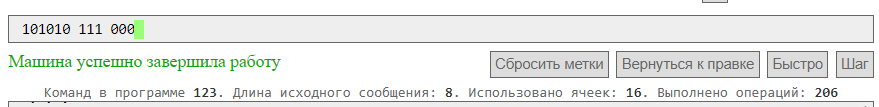 101010 111 000
Машина успешно завершила работу
Сбросить метки Вернуться к правке Быстро Шаг
Команд в программе 123. Длина исходного сообщения: 8. Использовано ячеек: 16. Выполнено операций: 206